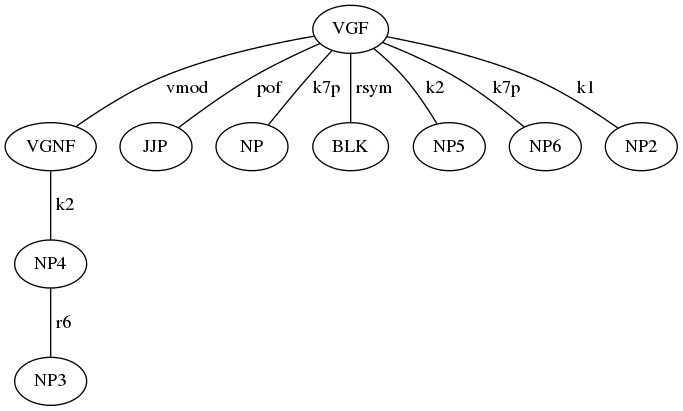 VGF
vmod pof k7p rsym k2 k7p k1
VGNF JJP NP BLK NP5 NP6 NP2
k2
NP4
r6
NP3